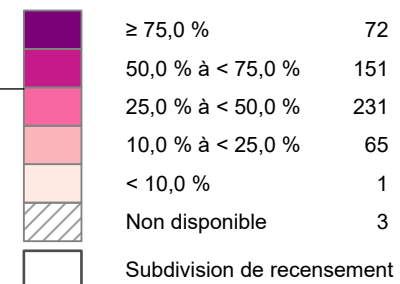 ≥ 75,0 % 72
50,0 % à < 75,0 % 151
25,0 % à < 50,0 % 231
10,0 % à < 25,0 % 65
< 10,0 % 1
Non disponible 3
Subdivision de recensement